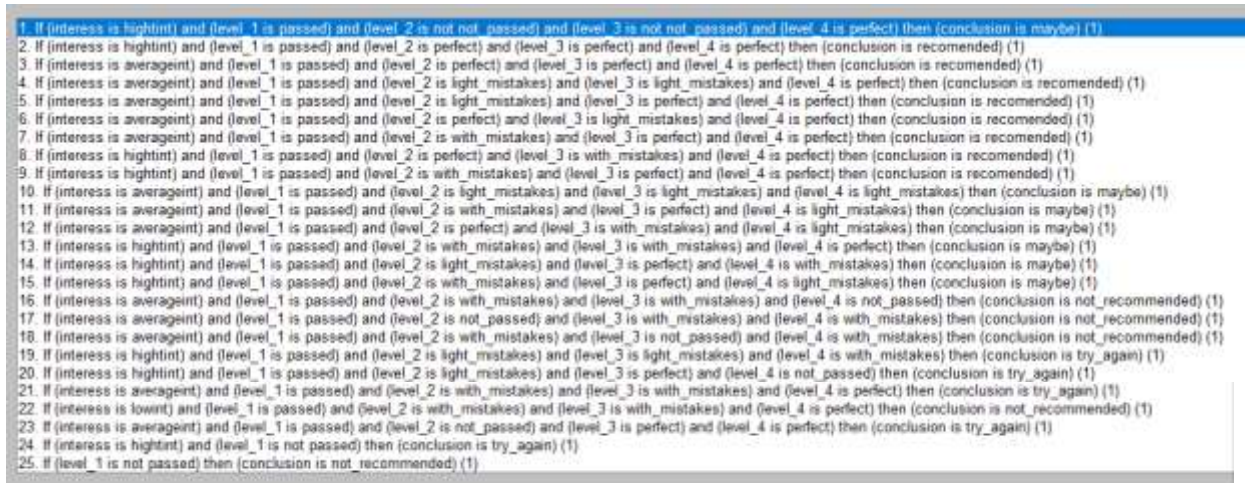 1. If (interess is hightint) and (level_1 is passed) and (level_2 is not not_passed) and (level_3 is not not_passed) and (level_4 is perfect) then (conclusion is maybe) (1)
2. If (interess is hightint) and (level_1 is passed) and (level_2 is perfect) and (level_3 is perfect) and (level_4 is perfect) then (conclusion is recomended) (1)
3. If (interess is averageint) and (level_1 is passed) and (level_2 is perfect) and (level_3 is perfect) and (level_4 is perfect) then (conclusion is recomended) (1)
4. If (interess is averageint) and (level_1 is passed) and (level_2 is light_mistakes) and (level_3 is light_mistakes) and (level_4 is perfect) then (conclusion is recomended) (1)
5. If (interess is averageint) and (level_1 is passed) and (level_2 is light_mistakes) and (level_3 is perfect) and (level_4 is perfect) then (conclusion is recomended) (1)
6. If (interess is averageint) and (level_1 is passed) and (level_2 is perfect) and (level_3 is light_mistakes) and (level_4 is perfect) then (conclusion is recomended) (1)
7. If (interess is averageint) and (level_1 is passed) and (level_2 is with_mistakes) and (level_3 is perfect) and (level_4 is perfect) then (conclusion is recomended) (1)
8. If (interess is hightint) and (level_1 is passed) and (level_2 is perfect) and (level_3 is with_mistakes) and (level_4 is perfect) then (conclusion is recomended) (1)
9. If (interess is hightint) and (level_1 is passed) and (level_2 is with_mistakes) and (level_3 is perfect) and (level_4 is perfect) then (conclusion is recomended) (1)
10. If (interess is averageint) and (level_1 is passed) and (level_2 is light_mistakes) and (level_3 is light_mistakes) and (level_4 is light_mistakes) then (conclusion is maybe) (1)
11. If (interess is averageint) and (level_1 is passed) and (level_2 is with_mistakes) and (level_3 is perfect) and (level_4 is light_mistakes) then (conclusion is maybe) (1)
12. If (interess is averageint) and (level_1 is passed) and (level_2 is perfect) and (level_3 is with_mistakes) and (level_4 is light_mistakes) then (conclusion is maybe) (1)
13. If (interess is hightint) and (level_1 is passed) and (level_2 is with_mistakes) and (level_3 is with_mistakes) and (level_4 is perfect) then (conclusion is maybe) (1)
14. If (interess is hightint) and (level_1 is passed) and (level_2 is light_mistakes) and (level_3 is perfect) and (level_4 is with_mistakes) then (conclusion is maybe) (1)
15. If (interess is hightint) and (level_1 is passed) and (level_2 is with_mistakes) and (level_3 is perfect) and (level_4 is light_mistakes) then (conclusion is maybe) (1)
16. If (interess is averageint) and (level_1 is passed) and (level_2 is with_mistakes) and (level_3 is with_mistakes) and (level_4 is not_passed) then (conclusion is not_recommended) (1)
17. If (interess is averageint) and (level_1 is passed) and (level_2 is not_passed) and (level_3 is with_mistakes) and (level_4 is with_mistakes) then (conclusion is not_recommended) (1)
18. If (interess is averageint) and (level_1 is passed) and (level_2 is with_mistakes) and (level_3 is not_passed) and (level_4 is with_mistakes) then (conclusion is not_recommended) (1)
19. If (interess is hightint) and (level_1 is passed) and (level_2 is light_mistakes) and (level_3 is light_mistakes) and (level_4 is with_mistakes) then (conclusion is try_again) (1)
20. If (interess is hightint) and (level_1 is passed) and (level_2 is light_mistakes) and (level_3 is perfect) and (level_4 is not_passed) then (conclusion is try_again) (1)
21. If (interess is averageint) and (level_1 is passed) and (level_2 is with_mistakes) and (level_3 is with_mistakes) and (level_4 is perfect) then (conclusion is try_again) (1)
22. If (interess is lowint) and (level_1 is passed) and (level_2 is with_mistakes) and (level_3 is with_mistakes) and (level_4 is perfect) then (conclusion is not_recommended) (1)
23. If (interess is averageint) and (level_1 is passed) and (level_2 is not_passed) and (level_3 is perfect) and (level_4 is perfect) then (conclusion is try_again) (1)
24. If (interess is hightint) and (level_1 is not passed) then (conclusion is try_again) (1)
25. If (level_1 is not passed) then (conclusion is not_recommended) (1)